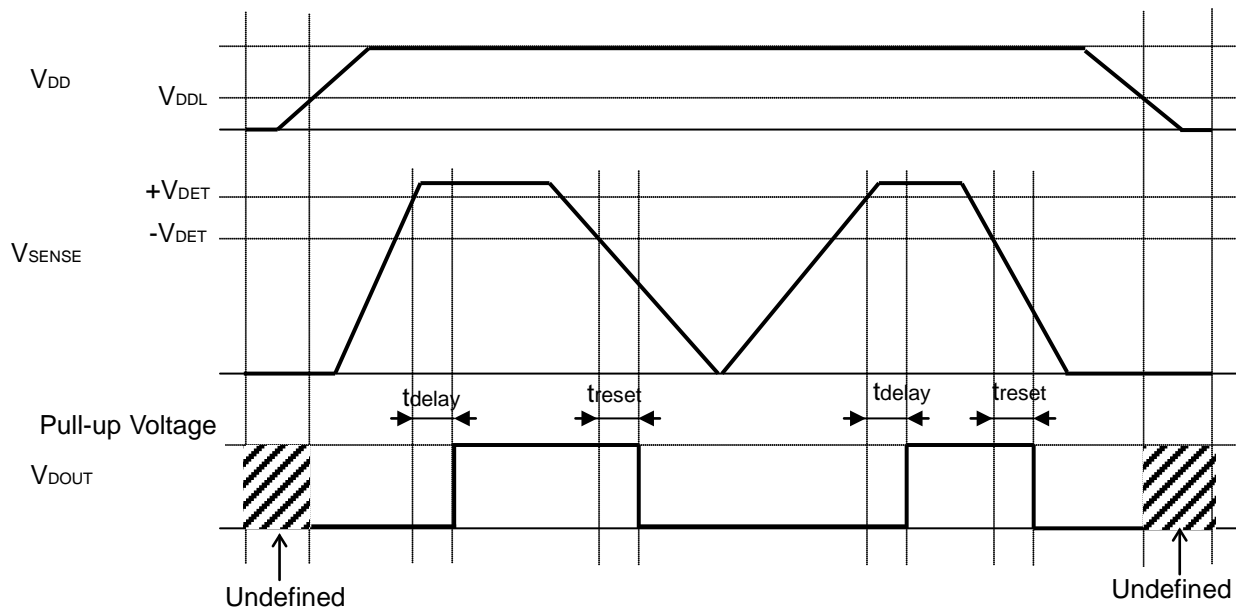 VDD
VDDL
+VDET
-VDET
VSENSE
tdelay
treset
tdelay
treset
Pull-up Voltage
VDOUT
Undefined
Undefined